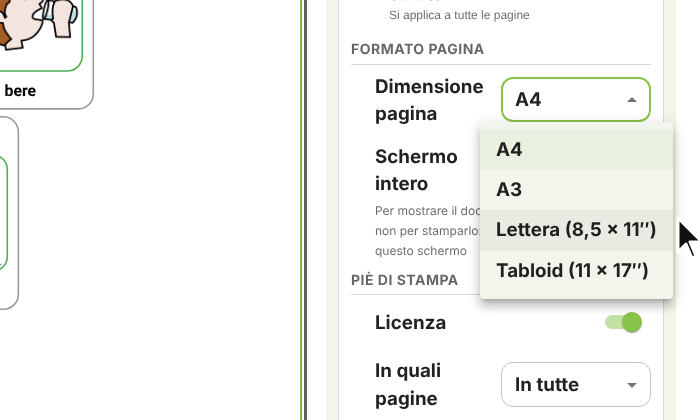 bere
Si applica a tutte le pagine
FORMATO PAGINA
Dimensione
pagina
A4
A4
A3
Lettera (8,5 × 11″)
Tabloid (11 × 17″)
Schermo
intero
Per mostrare il doc
non per stamparlo:
questo schermo
PIÈ DI STAMPA
Licenza
In quali
pagine
In tutte